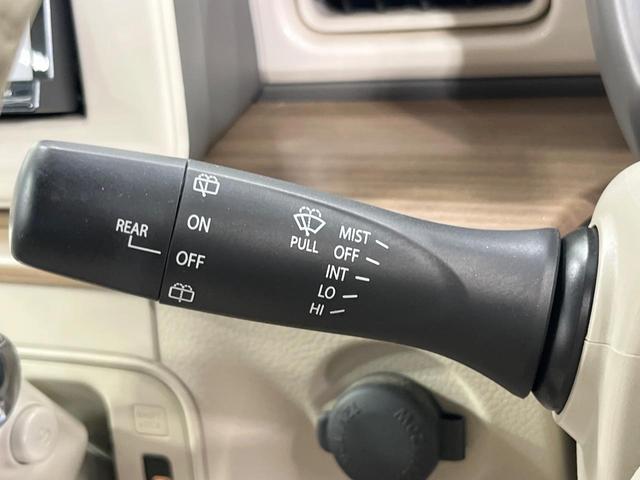 REAR
ON
OFF
PULL
MIST
OFF
INT
LO
HI